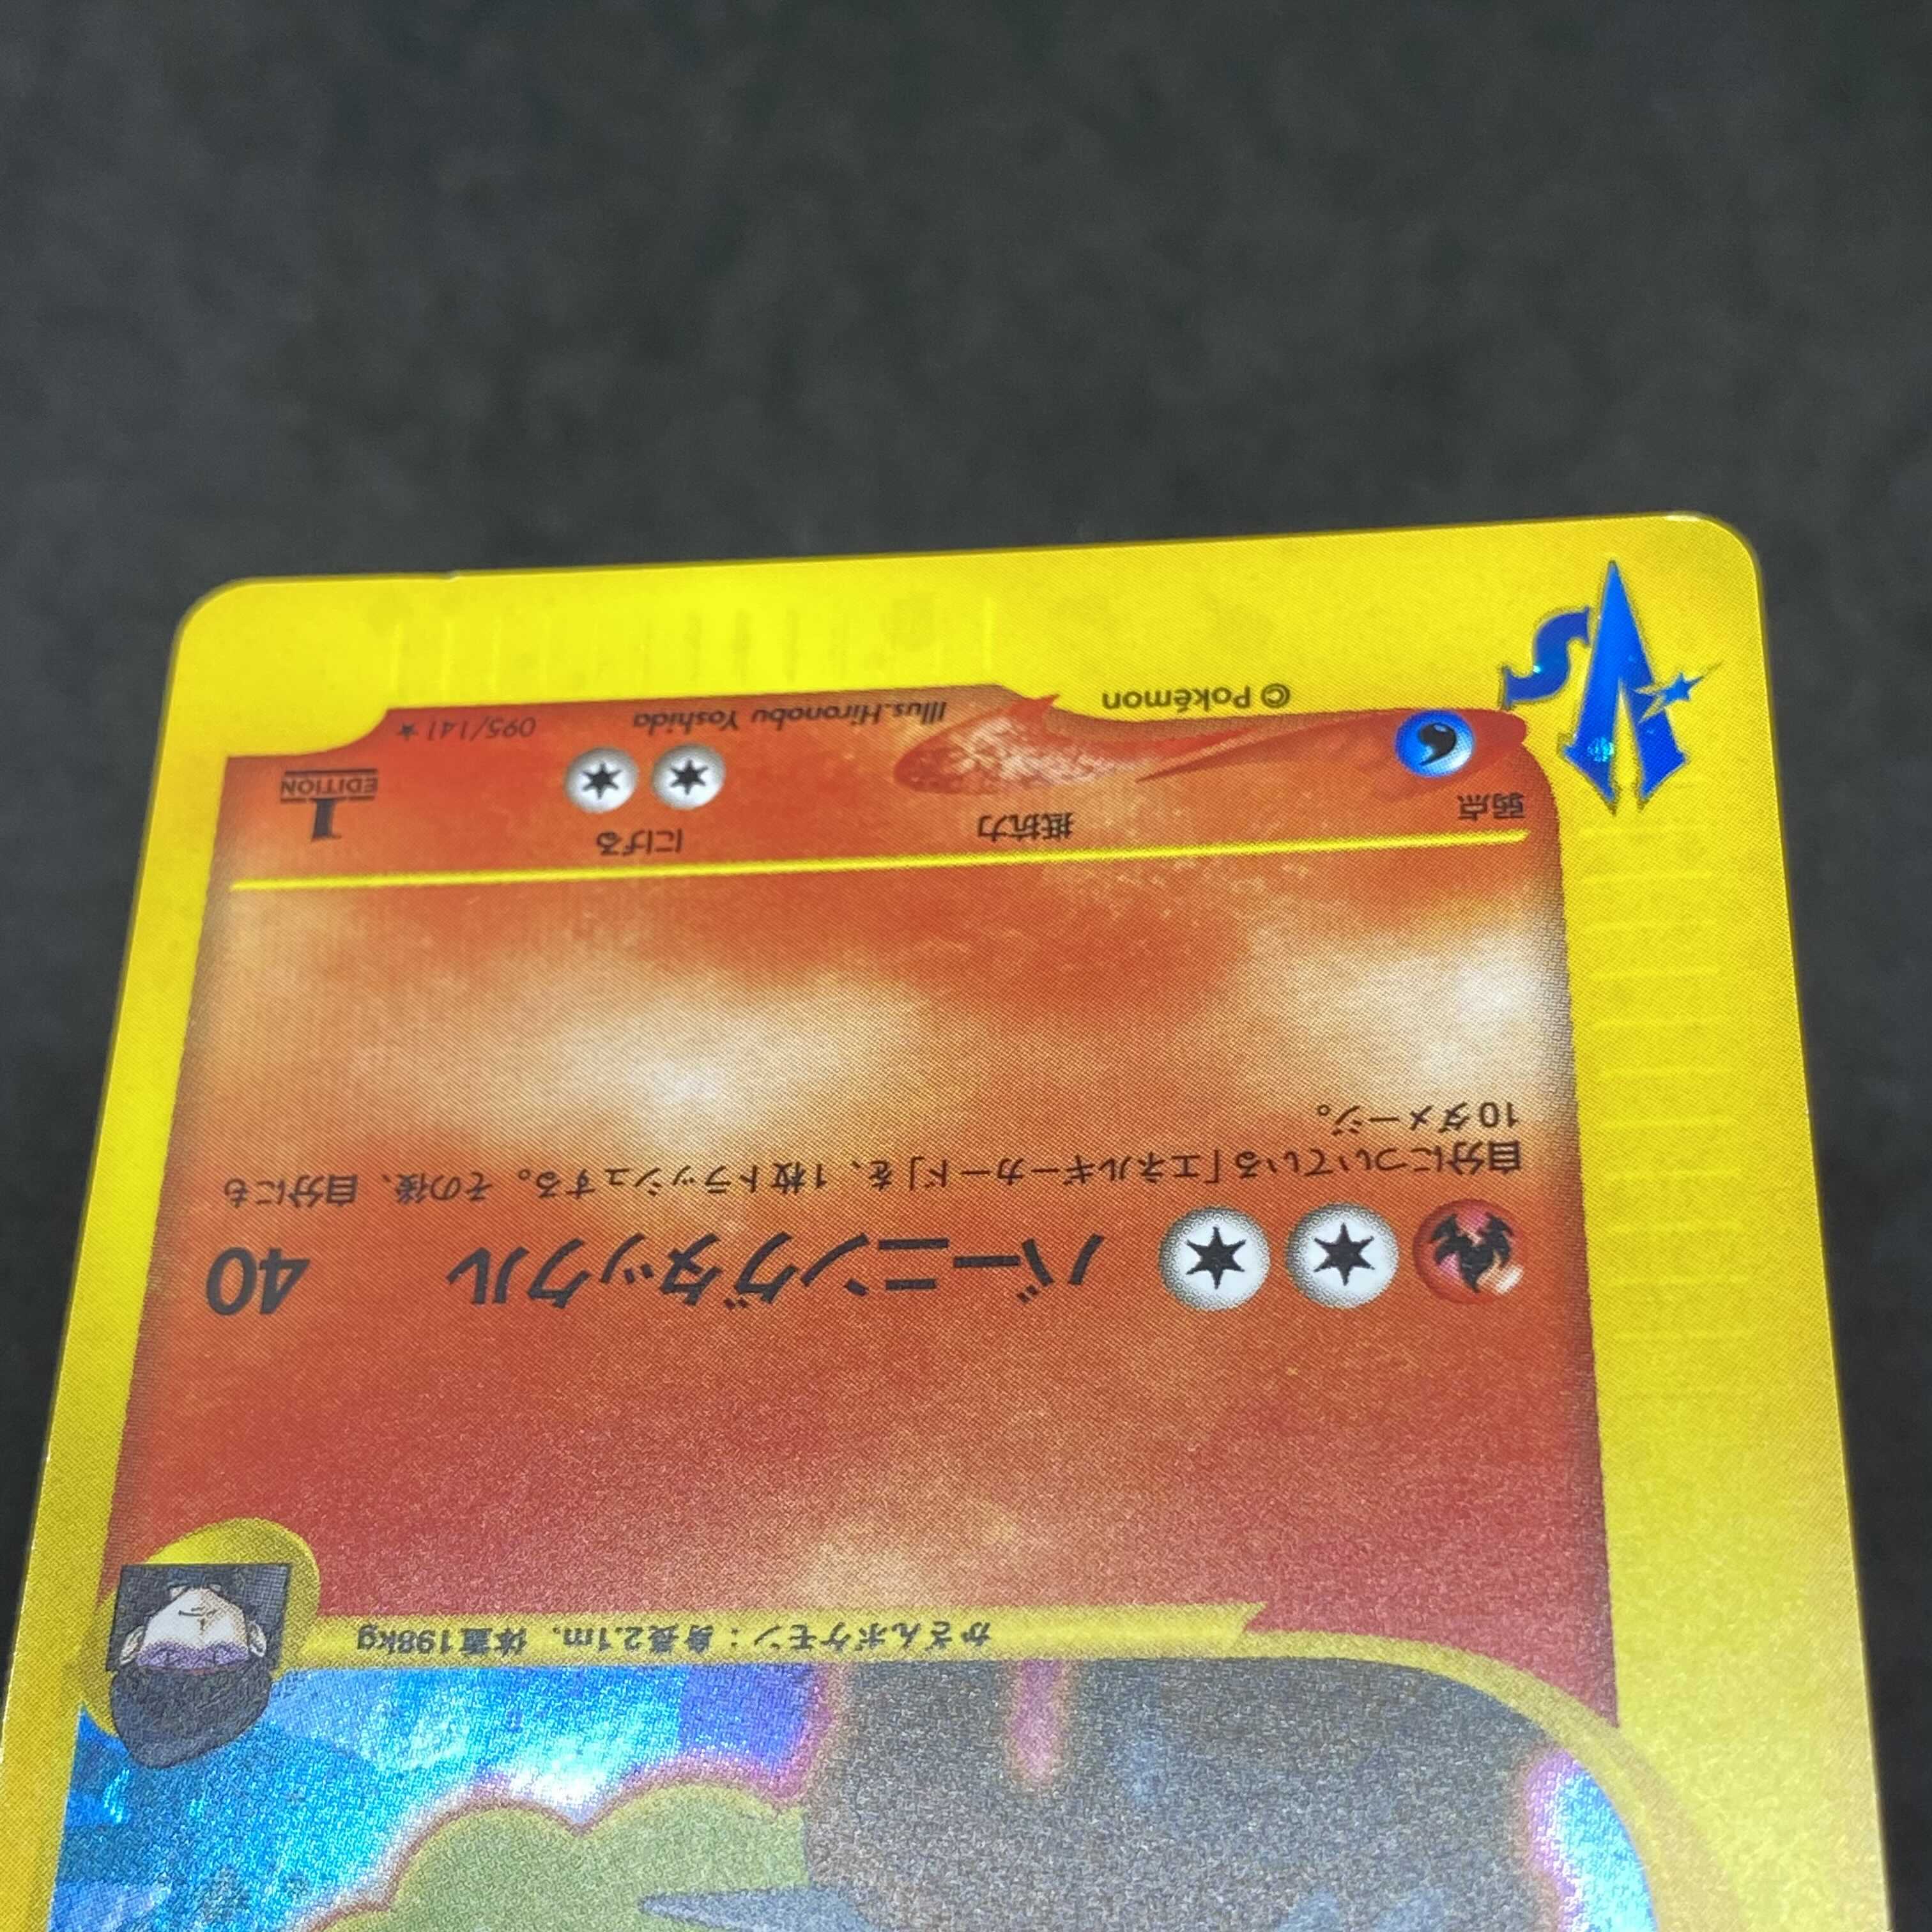 かざんポケモン：身長2.1m、体重198kg
バーニングタックル 40
自分についている「エネルギーカード」を、1枚トラッシュする。その後、自分にも
10ダメージ。
弱点 抵抗力 にげる
1
EDITION
© Pokémon Illus.Hironobu Yoshida 095/141 ★
VS